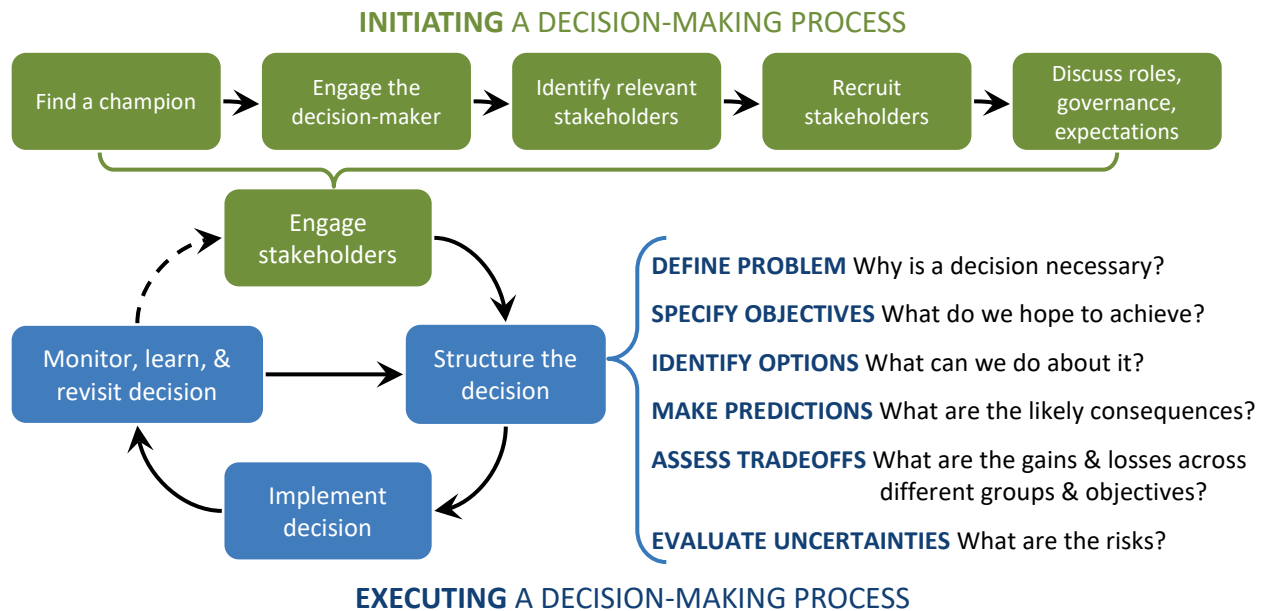 INITIATING A DECISION-MAKING PROCESS
Find a champion
Engage the
decision-maker
Identify relevant
stakeholders
Recruit
stakeholders
Discuss roles,
governance,
expectations
Engage
stakeholders
Monitor, learn, &
revisit decision
Structure the
decision
Implement
decision
DEFINE PROBLEM Why is a decision necessary?
SPECIFY OBJECTIVES What do we hope to achieve?
IDENTIFY OPTIONS What can we do about it?
MAKE PREDICTIONS What are the likely consequences?
ASSESS TRADEOFFS What are the gains & losses across
different groups & objectives?
EVALUATE UNCERTAINTIES What are the risks?
EXECUTING A DECISION-MAKING PROCESS